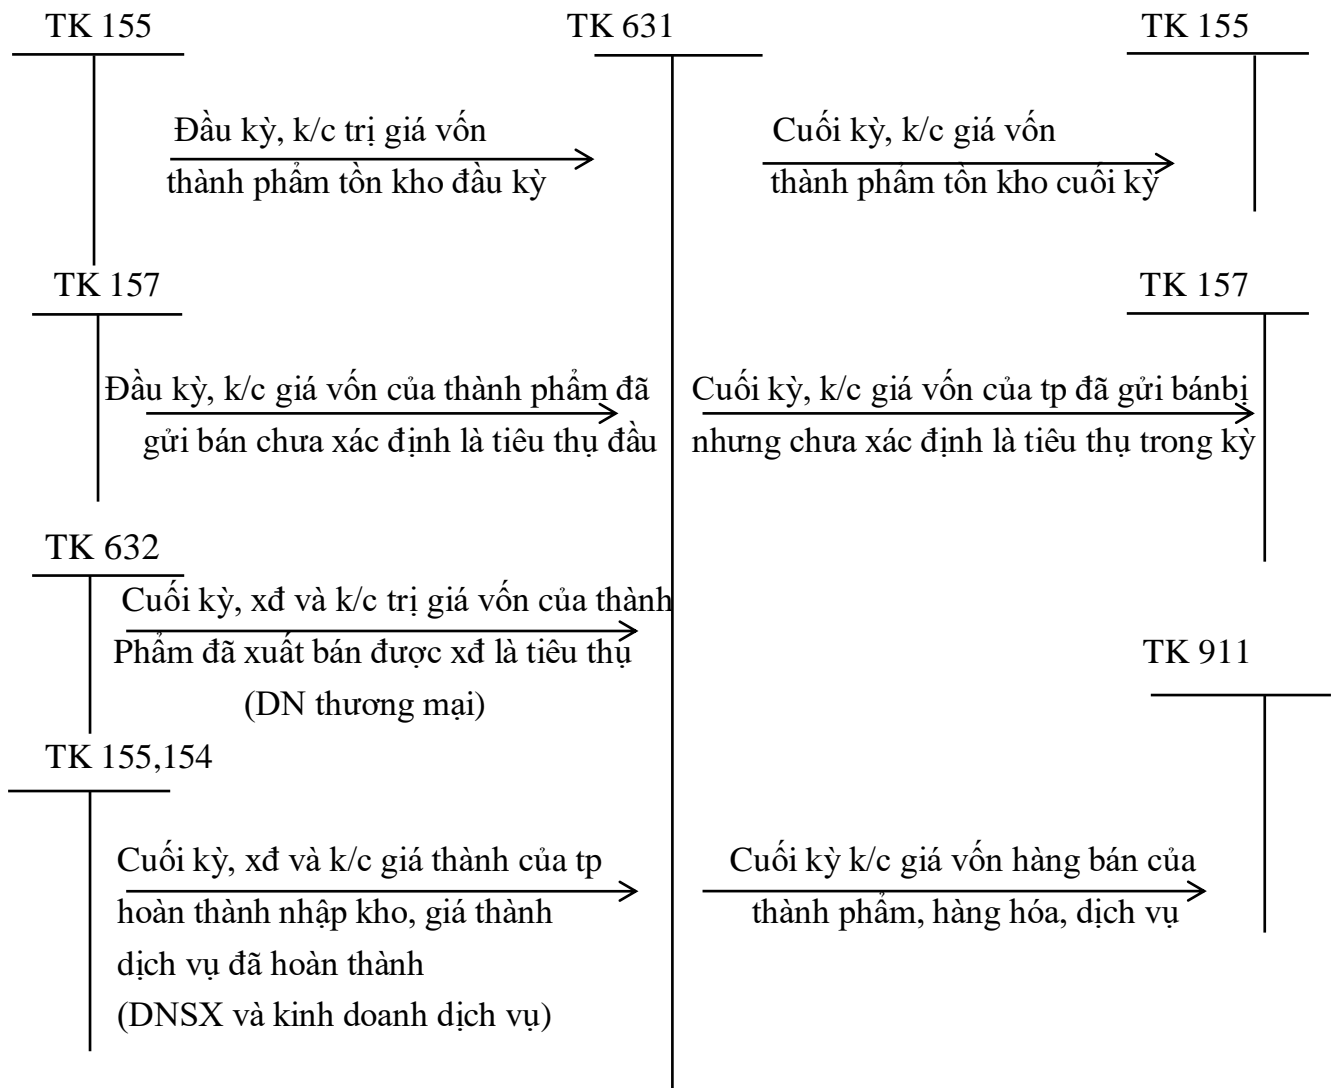 TK 155
TK 631
TK 155
Đầu kỳ, k/c trị giá vốn
thành phẩm tồn kho đầu kỳ
Cuối kỳ, k/c giá vốn
thành phẩm tồn kho cuối kỳ
TK 157
TK 157
Đầu kỳ, k/c giá vốn của thành phẩm đã
gửi bán chưa xác định là tiêu thụ đầu
Cuối kỳ, k/c giá vốn của tp đã gửi bánbị
nhưng chưa xác định là tiêu thụ trong kỳ
TK 632
Cuối kỳ, xđ và k/c trị giá vốn của thành
Phẩm đã xuất bán được xđ là tiêu thụ
(DN thương mại)
TK 911
TK 155,154
Cuối kỳ, xđ và k/c giá thành của tp
hoàn thành nhập kho, giá thành
dịch vụ đã hoàn thành
(DNSX và kinh doanh dịch vụ)
Cuối kỳ k/c giá vốn hàng bán của
thành phẩm, hàng hóa, dịch vụ